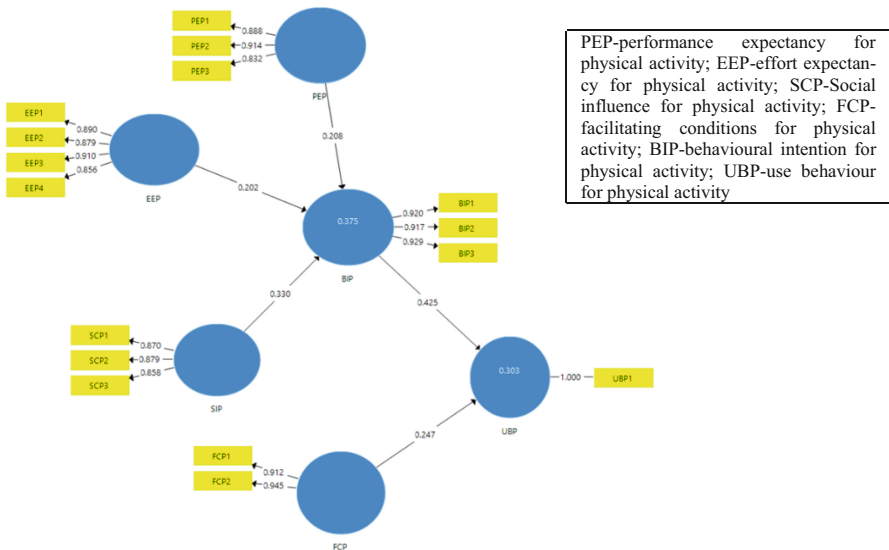 PEP1
PEP2
PEP3
0.888
0.914
0.832
PEP
0.208
EEP1
EEP2
EEP3
EEP4
0.890
0.879
0.910
0.856
EEP
0.202
0.375
BIP
0.920
0.917
0.929
BIP1
BIP2
BIP3
0.330
0.425
SCP1
SCP2
SCP3
0.870
0.879
0.858
SIP
0.303
UBP
1.000
UBP1
0.247
FCP1
FCP2
0.912
0.945
FCP
PEP-performance expectancy for
physical activity; EEP-effort expectan-
cy for physical activity; SCP-Social
influence for physical activity; FCP-
facilitating conditions for physical
activity; BIP-behavioural intention for
physical activity; UBP-use behaviour
for physical activity